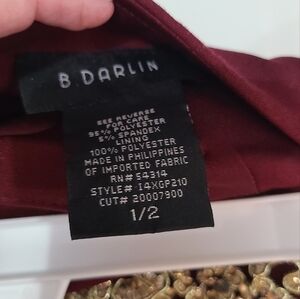 B. DARLIN
SEE REVERSE
FOR CARE
95% POLYESTER
5% SPANDEX
LINING
100% POLYESTER
MADE IN PHILIPPINES
OF IMPORTED FABRIC
RN# 54314
STYLE# 14XGP210
CUT# 20007900
1/2